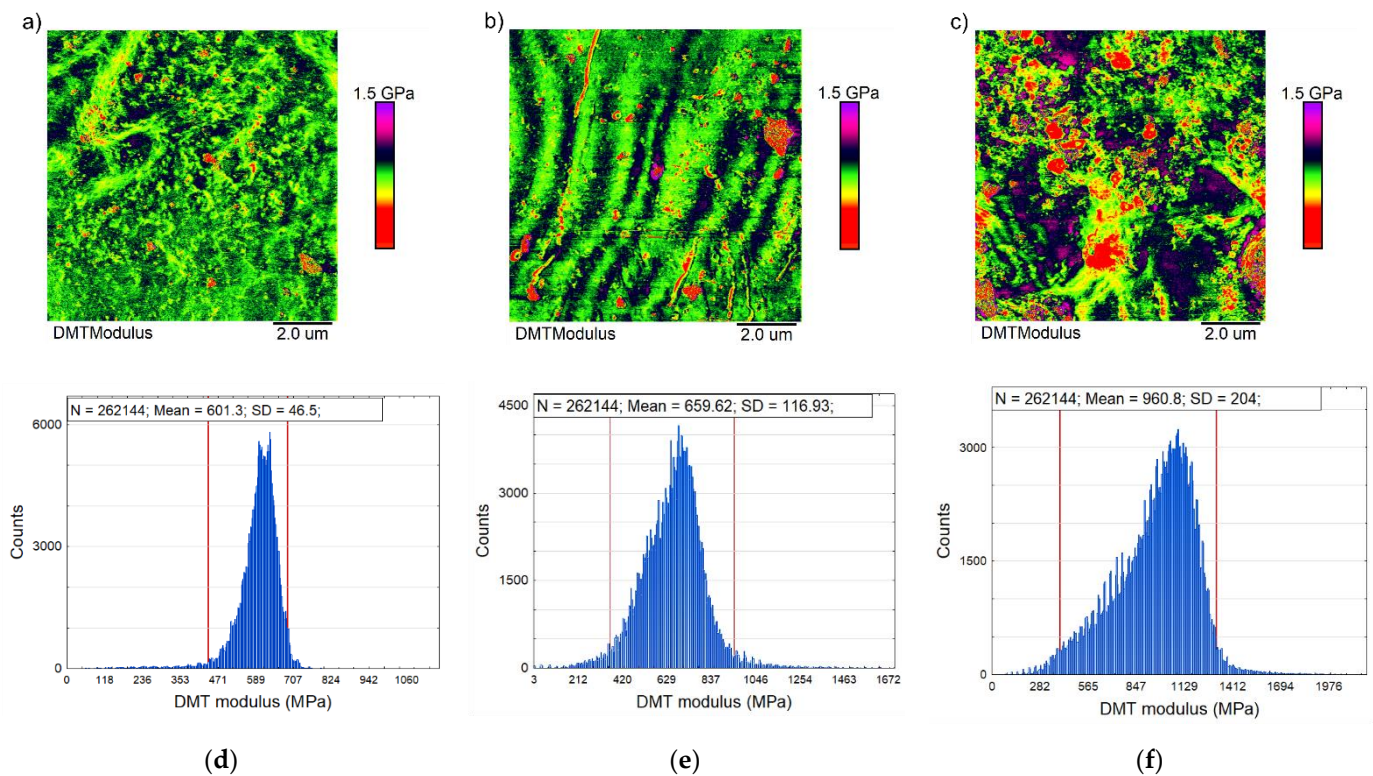 a)
1.5 GPa
DMTModulus
2.0 um
b)
1.5 GPa
DMTModulus
2.0 um
c)
1.5 GPa
DMTModulus
2.0 um
N = 262144; Mean = 601.3; SD = 46.5;
Counts
6000
3000
0
0 118 236 353 471 589 707 824 942 1060
DMT modulus (MPa)
N = 262144; Mean = 659.62; SD = 116.93;
Counts
4500
3000
1500
0
3 212 420 629 837 1046 1254 1463 1672
DMT modulus (MPa)
N = 262144; Mean = 960.8; SD = 204;
Counts
3000
1500
0
0 282 565 847 1129 1412 1694 1976
DMT modulus (MPa)
(d)
(e)
(f)